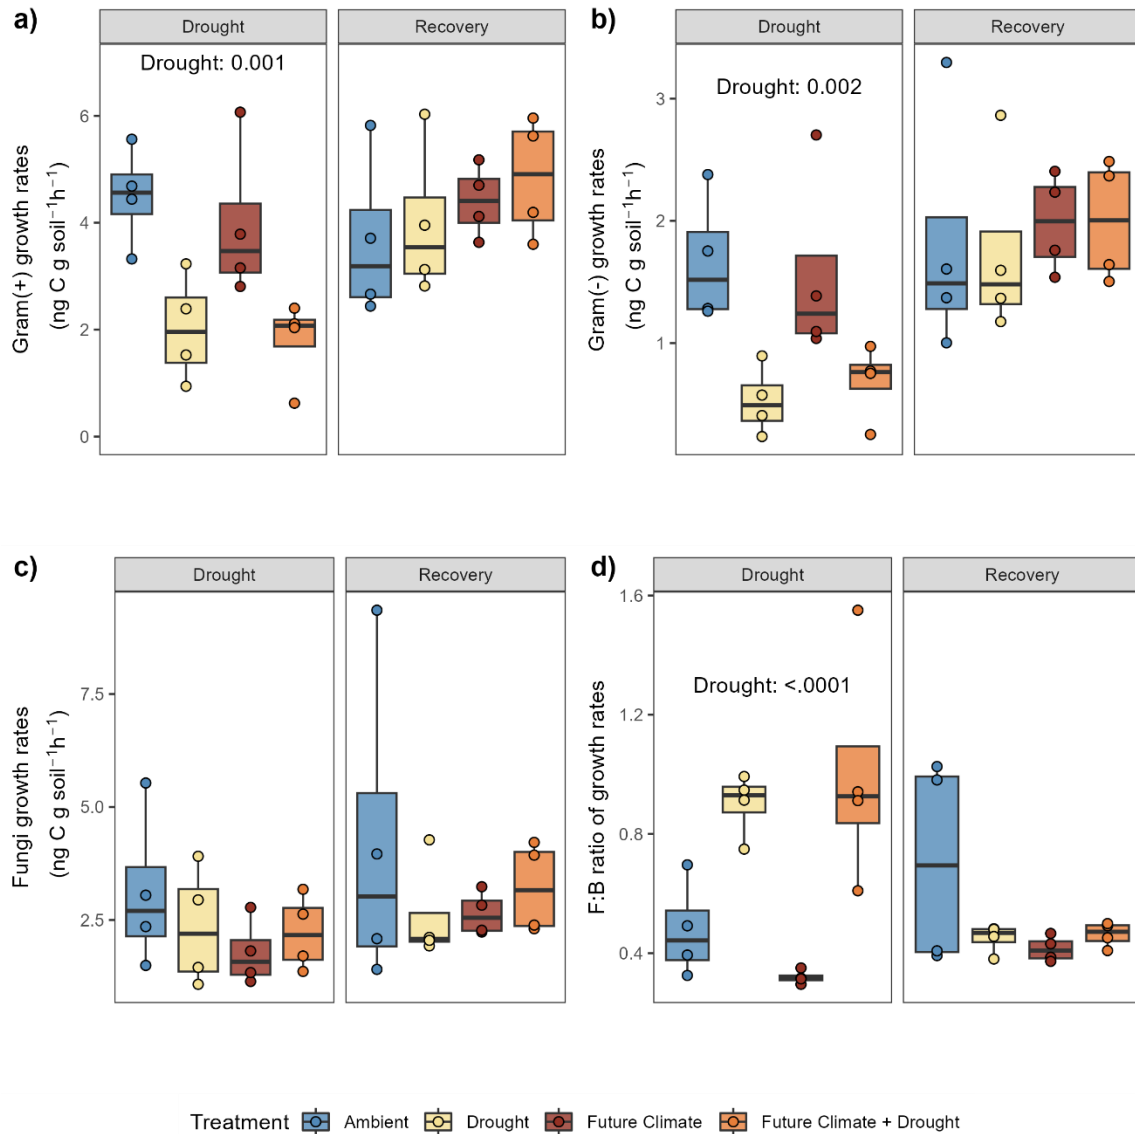 a)
Drought
Recovery
Drought: 0.001
6
4
2
0
Gram(+) growth rates
(ng C g soil⁻¹h⁻¹)
b)
Drought
Recovery
Drought: 0.002
3
2
1
Gram(-) growth rates
(ng C g soil⁻¹h⁻¹)
c)
Drought
Recovery
7.5
5.0
2.5
Fungi growth rates
(ng C g soil⁻¹h⁻¹)
d)
Drought
Recovery
Drought: <.0001
1.6
1.2
0.8
0.4
F:B ratio of growth rates
Treatment Ambient Drought Future Climate Future Climate + Drought